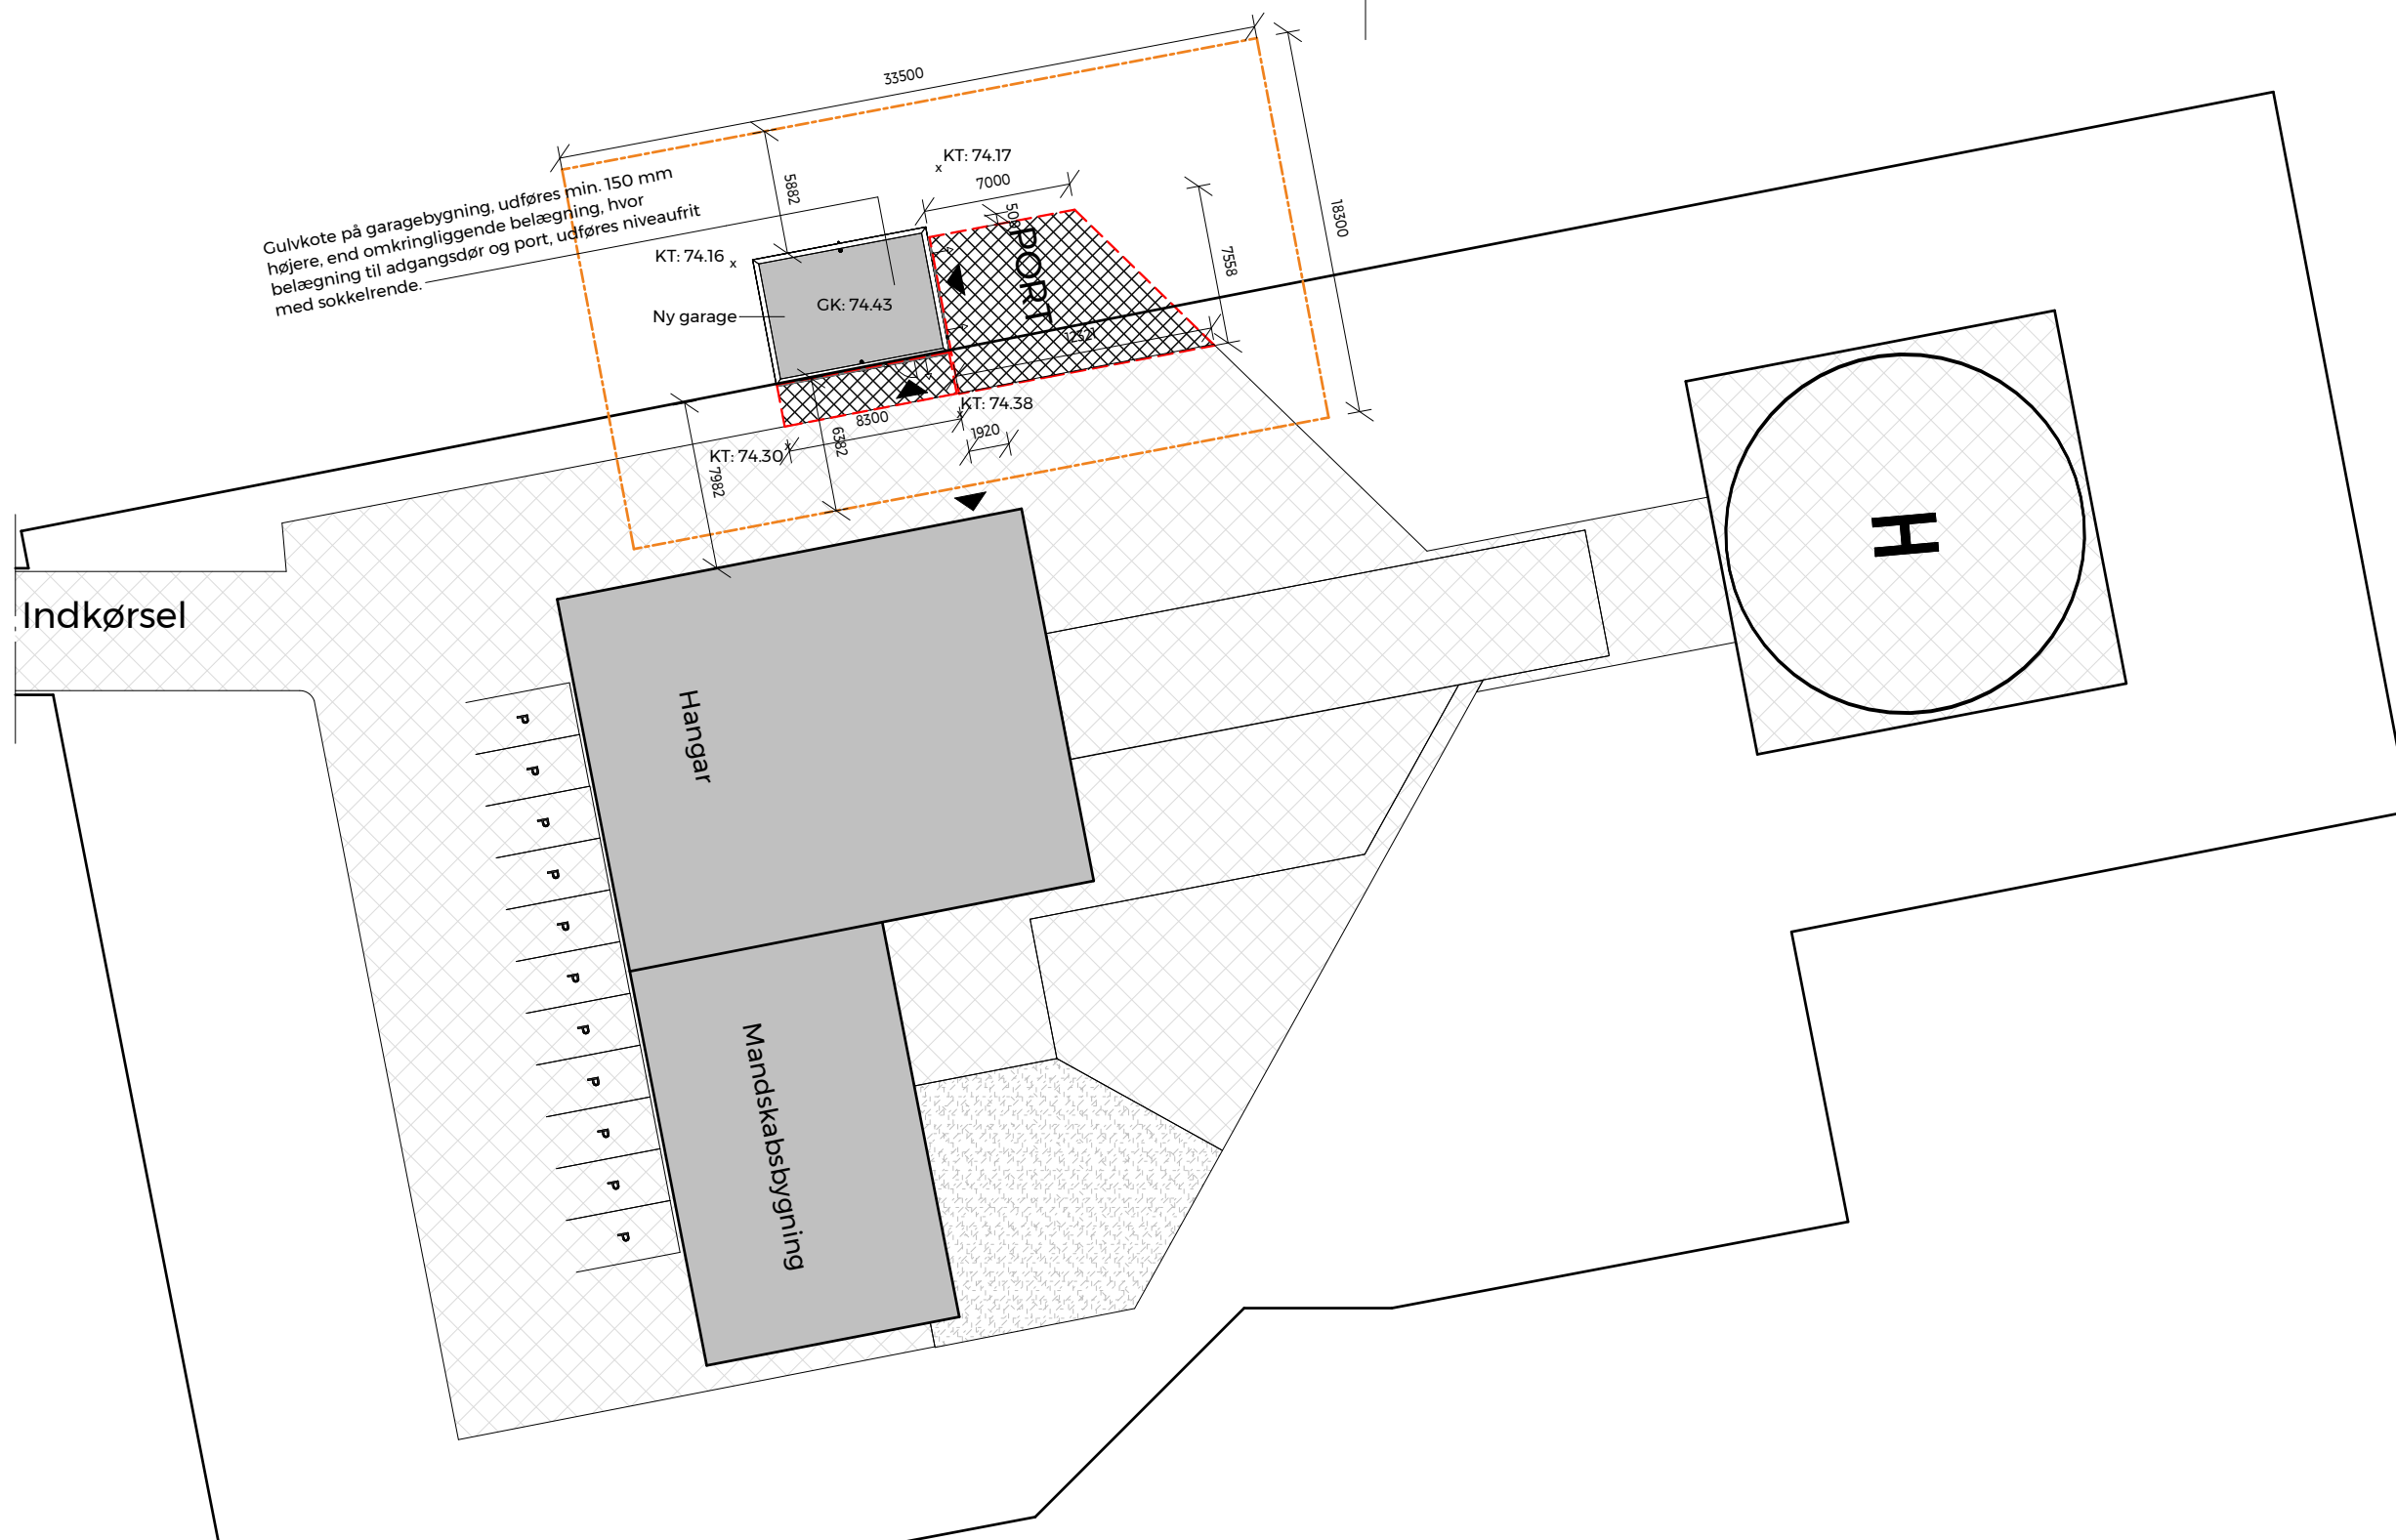 33500
KT: 74.17
7000
5882
18300
Gulvkote på garagebygning, udføres min. 150 mm
højere, end omkringliggende belægning, hvor
belægning til adgangsdør og port, udføres niveaufrit
med sokkelrende.
KT: 74.16
x
x
PORT
7558
GK: 74.43
Ny garage
KT: 74.38
x
8300
1920
6382
KT: 74.30
x
7982
H
Indkørsel
Hangar
P
P
P
P
P
P
P
P
P
P
P
Mandskabsbygning